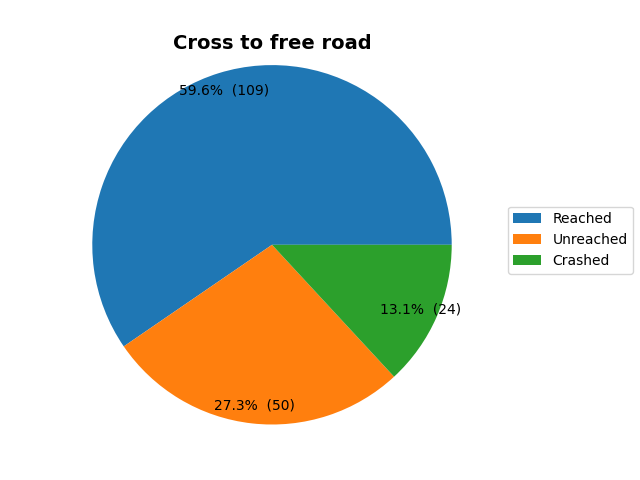 Cross to free road
59.6%  (109)
Reached
Unreached
Crashed
13.1%  (24)
27.3%  (50)